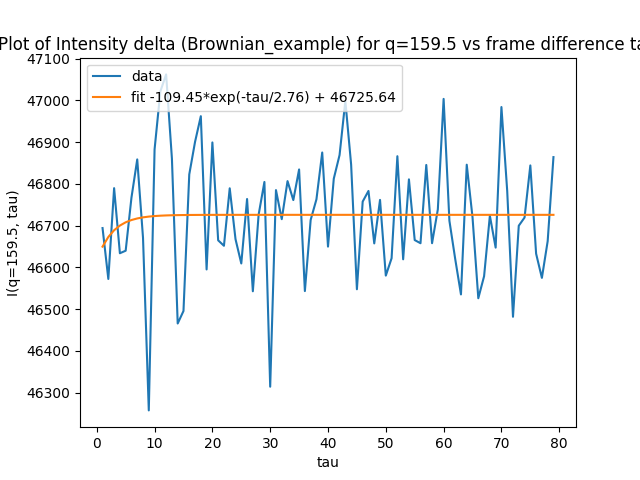 Plot of Intensity delta (Brownian_example) for q=159.5 vs frame difference ta
data
fit -109.45*exp(-tau/2.76) + 46725.64
I(q=159.5, tau)
47100
47000
46900
46800
46700
46600
46500
46400
46300
0 10 20 30 40 50 60 70 80
tau